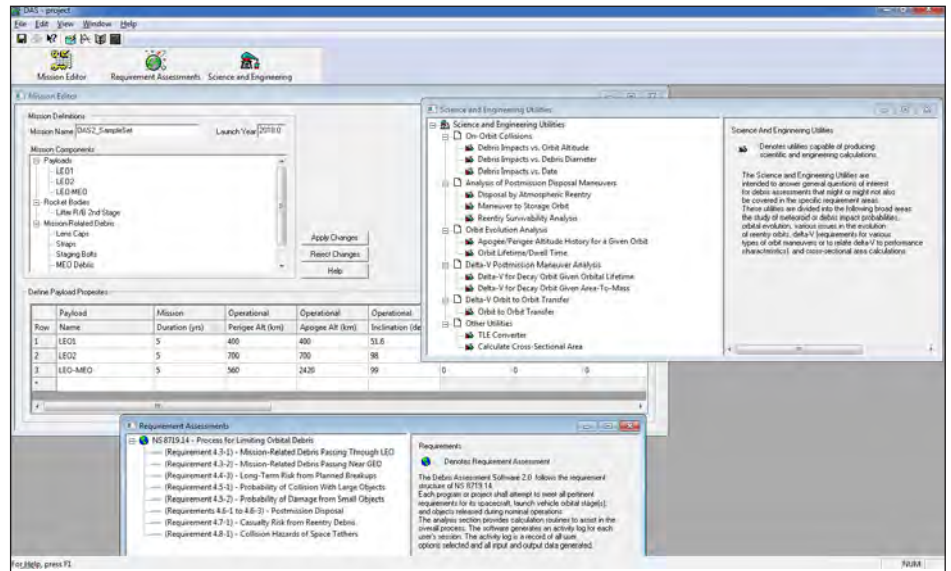 DAS - project
File Edit View Window Help
Mission Editor Requirement Assessments Science and Engineering
Mission Editor
Mission Definitions
Mission Name DAS2_SampleSet Launch Year 2018.0
Mission Components
Payloads
LEO1
LEO2
LEO-MEO
Rocket Bodies
Lifter R/B 2nd Stage
Mission-Related Debris
Lens Caps
Straps
Staging Bolts
MEO Debris
Apply Changes
Reject Changes
Help
Define Payload Properties
Payload Mission Operational Operational Operational
Row Name Duration (yrs) Perigee Alt (km) Apogee Alt (km) Inclination (de
1 LEO1 5 400 400 51.6
2 LEO2 5 700 700 98
3 LEO-MEO 5 560 2420 99 0 0 0
*
Science and Engineering Utilities
Science and Engineering Utilities
On-Orbit Collisions
Debris Impacts vs. Orbit Altitude
Debris Impacts vs. Debris Diameter
Debris Impacts vs. Date
Analysis of Postmission Disposal Maneuvers
Disposal by Atmospheric Reentry
Maneuver to Storage Orbit
Reentry Survivability Analysis
Orbit Evolution Analysis
Apogee/Perigee Altitude History for a Given Orbit
Orbit Lifetime/Dwell Time
Delta-V Postmission Maneuver Analysis
Delta-V for Decay Orbit Given Orbital Lifetime
Delta-V for Decay Orbit Given Area-To-Mass
Delta-V Orbit to Orbit Transfer
Orbit to Orbit Transfer
Other Utilities
TLE Converter
Calculate Cross-Sectional Area
Science And Engineering Utilities
Denotes utilities capable of producing
scientific and engineering calculations.
The Science and Engineering Utilities are
intended to answer general questions of interest
for debris assessments that might or might not also
be covered in the specific requirement areas.
These utilities are divided into the following broad areas:
the study of meteoroid or debris impact probabilities,
orbital evolution, various issues in the evolution
of reentry orbits, delta-V (requirements for various
types of orbit maneuvers or to relate delta-V to performance
characteristics), and cross-sectional area calculations.
Requirement Assessments
NS 8719.14 - Process for Limiting Orbital Debris
(Requirement 4.3-1) - Mission-Related Debris Passing Through LEO
(Requirement 4.3-2) - Mission-Related Debris Passing Near GEO
(Requirement 4.4-3) - Long-Term Risk from Planned Breakups
(Requirement 4.5-1) - Probability of Collision With Large Objects
(Requirement 4.5-2) - Probability of Damage from Small Objects
(Requirements 4.6-1 to 4.6-3) - Postmission Disposal
(Requirement 4.7-1) - Casualty Risk from Reentry Debris
(Requirement 4.8-1) - Collision Hazards of Space Tethers
Requirements
Denotes Requirement Assessment
The Debris Assessment Software 2.0 follows the requirement
structure of NS 8719.14.
Each program or project shall attempt to meet all pertinent
requirements for its spacecraft, launch vehicle orbital stage(s),
and objects released during nominal operations.
The analysis section provides calculation routines to assist in the
overall process. The software generates an activity log for each
user's session. The activity log is a record of all user
options selected and all input and output data generated.
For Help, press F1 NUM